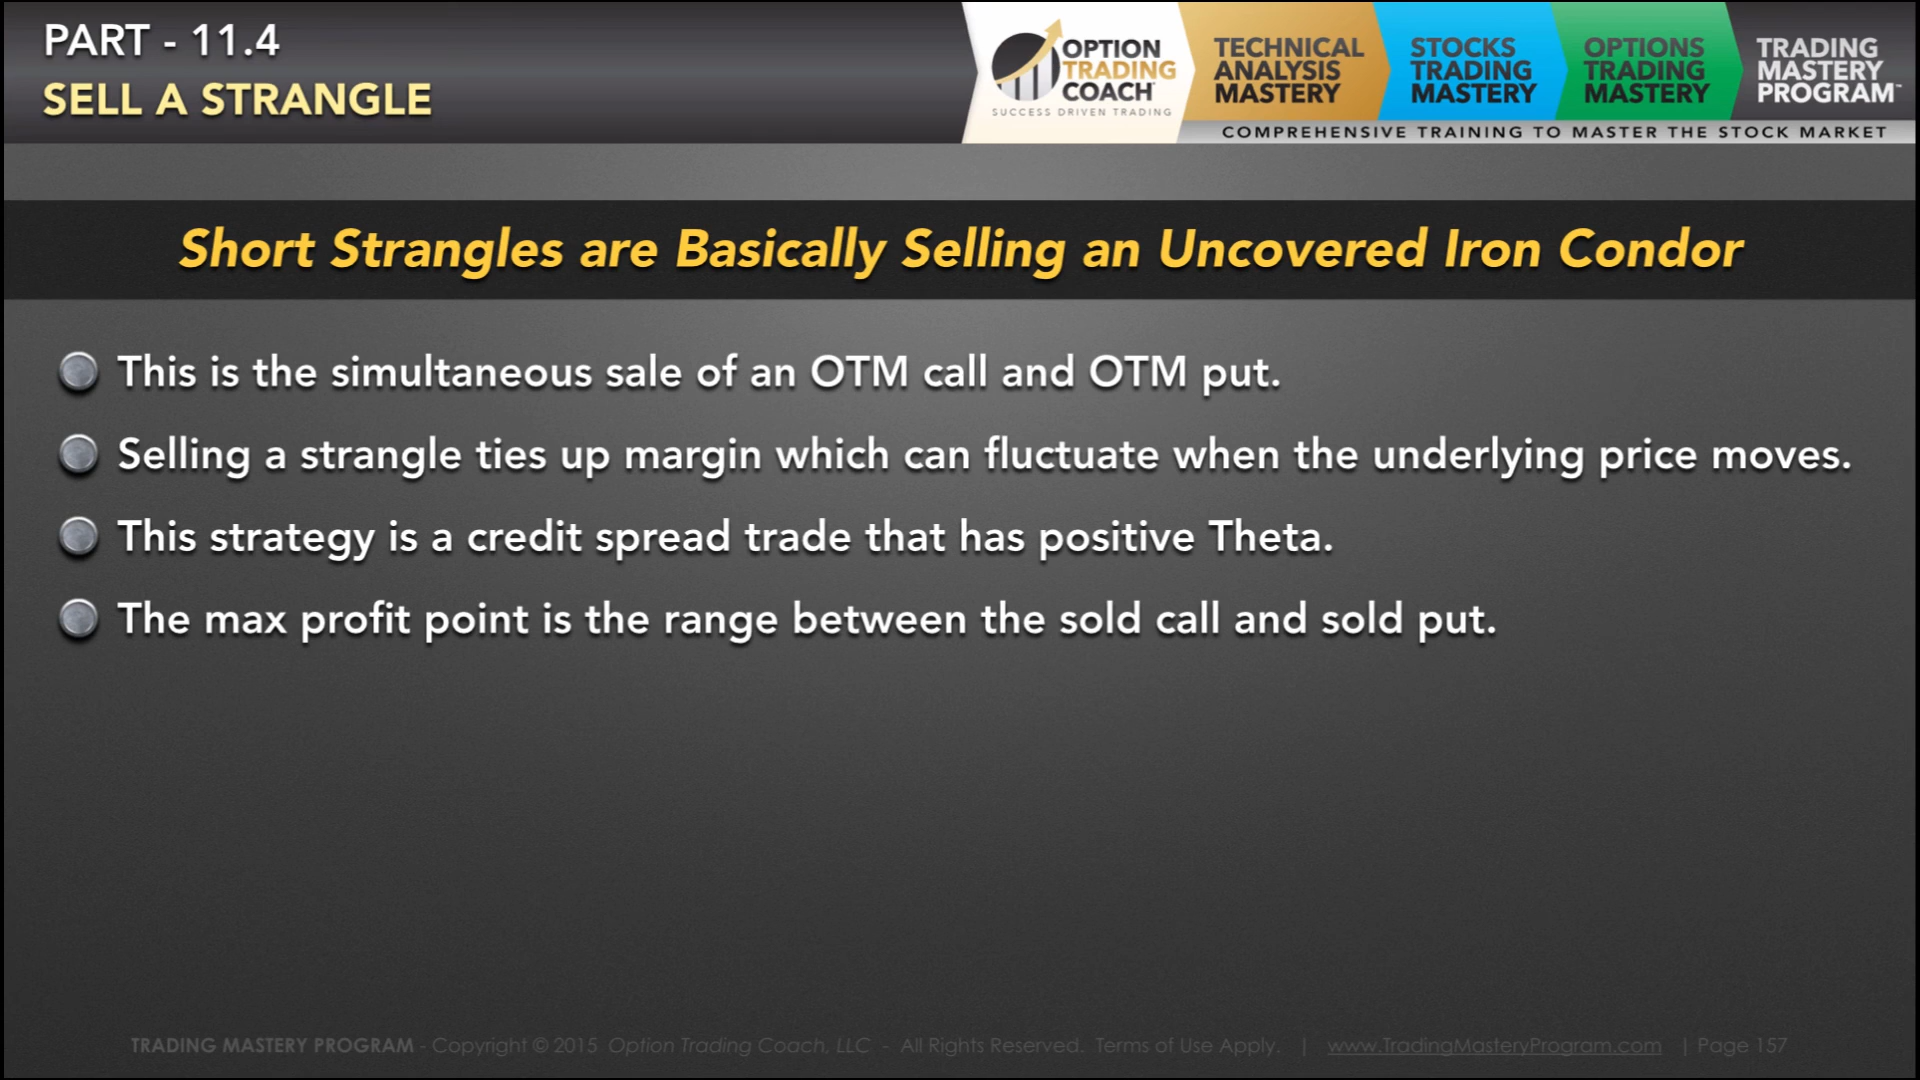 PART - 11.4
SELL A STRANGLE
OPTION
TRADING
COACH
SUCCESS DRIVEN TRADING
TECHNICAL
ANALYSIS
MASTERY
STOCKS
TRADING
MASTERY
OPTIONS
TRADING
MASTERY
TRADING
MASTERY
PROGRAM™
COMPREHENSIVE TRAINING TO MASTER THE STOCK MARKET
Short Strangles are Basically Selling an Uncovered Iron Condor
This is the simultaneous sale of an OTM call and OTM put.
Selling a strangle ties up margin which can fluctuate when the underlying price moves.
This strategy is a credit spread trade that has positive Theta.
The max profit point is the range between the sold call and sold put.
TRADING MASTERY PROGRAM - Copyright © 2015 Option Trading Coach, LLC - All Rights Reserved. Terms of Use Apply. | www.TradingMasteryProgram.com | Page 157